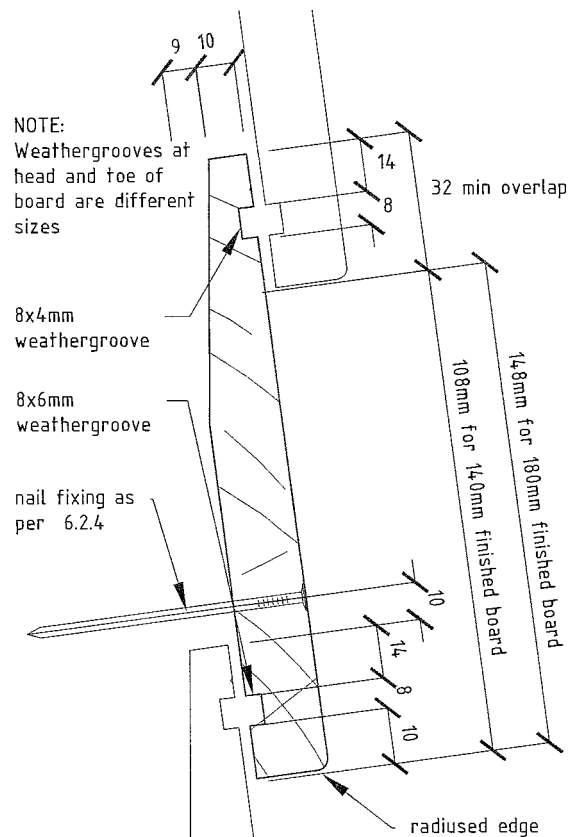 9 10
NOTE:
Weathergrooves at
head and toe of
board are different
sizes
14
32 min overlap
8
8x4mm
weathergroove
8x6mm
weathergroove
108mm for 140mm finished board
148mm for 180mm finished board
nail fixing as
per 6.2.4
10
14
8
10
radiused edge